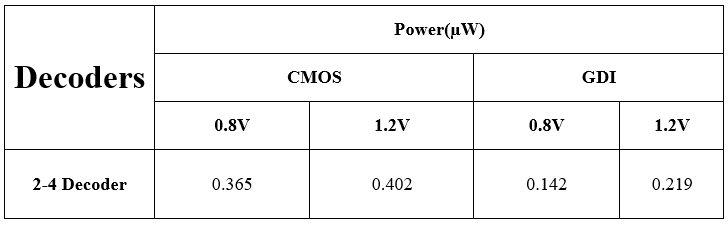 Decoders
Power(µW)
CMOS
GDI
0.8V
1.2V
0.8V
1.2V
2-4 Decoder
0.365
0.402
0.142
0.219